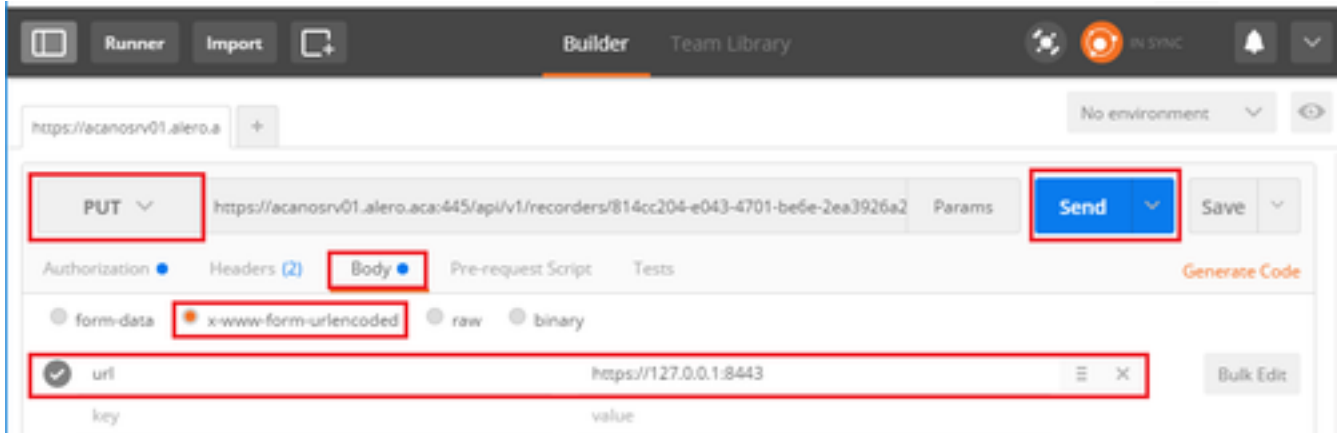 Runner Import Builder Team Library IN SYNC
https://acanosrv01.alero.a + No environment
PUT https://acanosrv01.alero.aca:445/api/v1/recorders/814cc204-e043-4701-be6e-2ea3926a2 Params Send Save
Authorization Headers (2) Body Pre-request Script Tests Generate Code
form-data x-www-form-urlencoded raw binary
url https://127.0.0.1:8443 Bulk Edit
key value